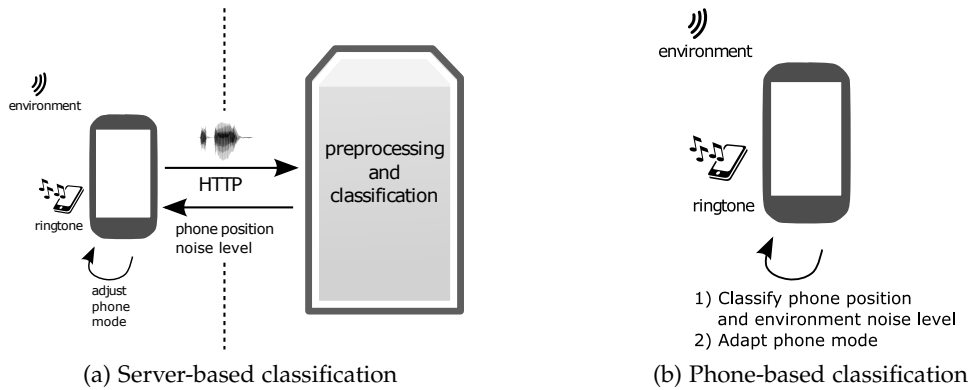 environment
ringtone
adjust
phone
mode
HTTP
phone position
noise level
preprocessing
and
classification
(a) Server-based classification
environment
ringtone
1) Classify phone position
and environment noise level
2) Adapt phone mode
(b) Phone-based classification